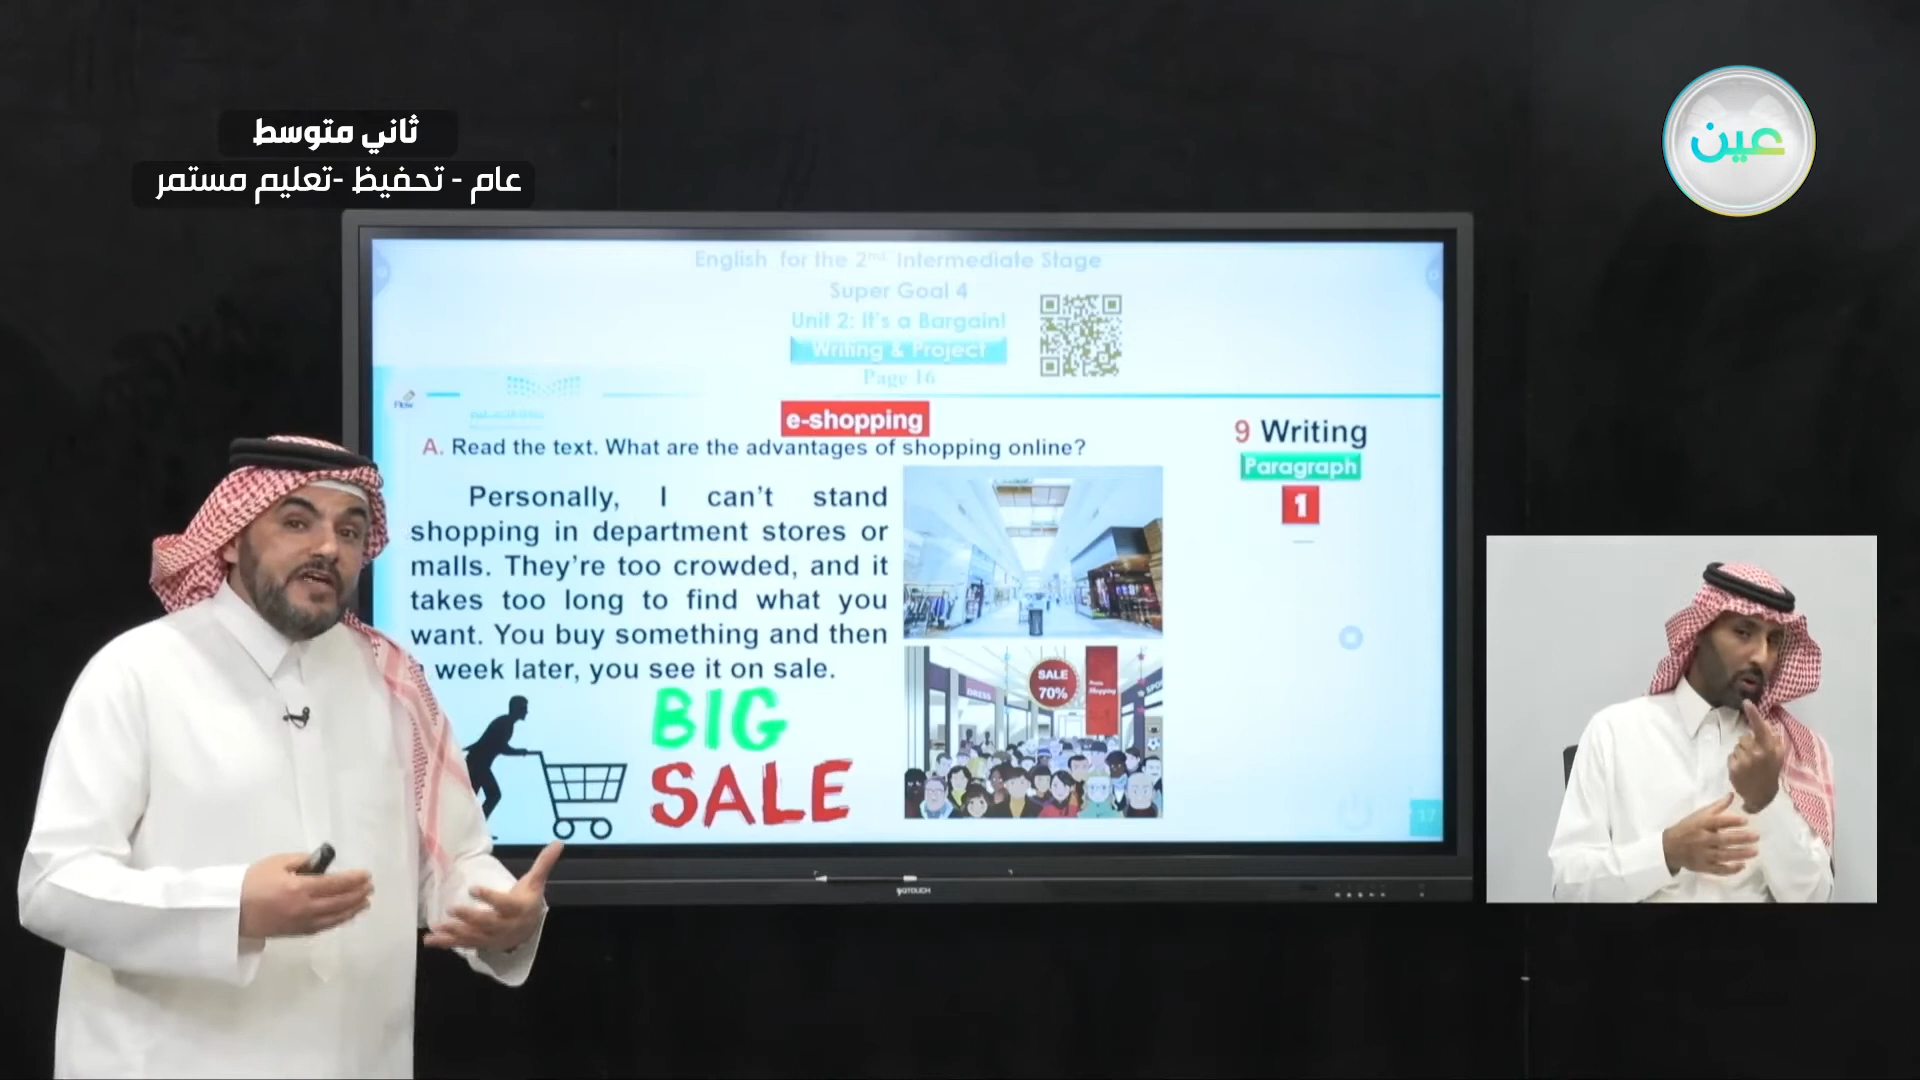 ثاني متوسط
عام - تحفيظ -تعليم مستمر
عين
English for the 2nd Intermediate Stage
Super Goal 4
Unit 2: It's a Bargain!
Writing & Project
Page 16
e-shopping
A. Read the text. What are the advantages of shopping online?
9 Writing
Paragraph
1
Personally, I can't stand
shopping in department stores or
malls. They're too crowded, and it
takes too long to find what you
want. You buy something and then
week later, you see it on sale.
BIG
SALE
DRESS
SALE
70%
Shopping
17